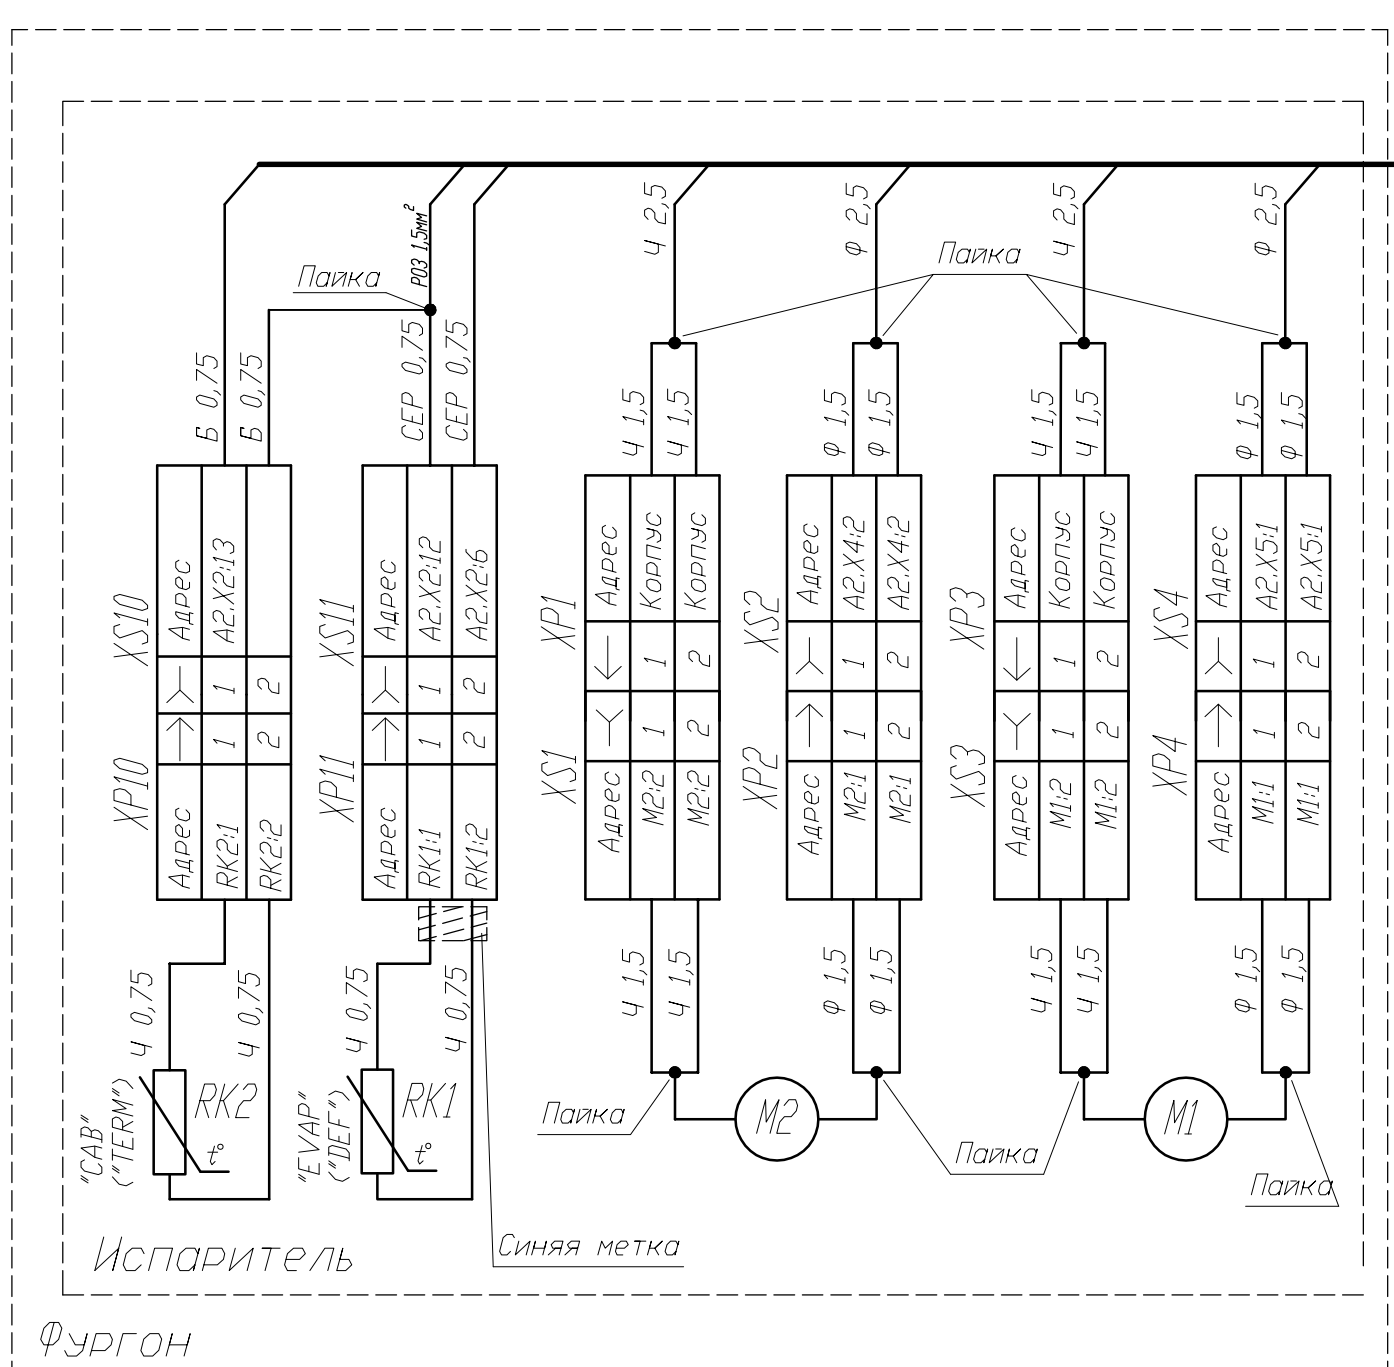 Ч 2,5
Ф 2,5
Ч 2,5
Ф 2,5
РОЗ 1,5мм²
Пайка
Пайка
Б 0,75
Б 0,75
СЕР 0,75
СЕР 0,75
Ч 1,5
Ч 1,5
Ф 1,5
Ф 1,5
Ч 1,5
Ч 1,5
Ф 1,5
Ф 1,5
XS10
Адрес
A2.X2:13
1
2
XP10
1
2
Адрес
RK2:1
RK2:2
XS11
Адрес
A2.X2:12
A2.X2:6
1
2
XP11
1
2
Адрес
RK1:1
RK1:2
XP1
Адрес
Корпус
Корпус
1
2
XS1
1
2
Адрес
M2:2
M2:2
XS2
Адрес
A2.X4:2
A2.X4:2
1
2
XP2
1
2
Адрес
M2:1
M2:1
XP3
Адрес
Корпус
Корпус
1
2
XS3
1
2
Адрес
M1:2
M1:2
XS4
Адрес
A2.X5:1
A2.X5:1
1
2
XP4
1
2
Адрес
M1:1
M1:1
Ч 0,75
Ч 0,75
Ч 0,75
Ч 0,75
Ч 1,5
Ч 1,5
Ф 1,5
Ф 1,5
Ч 1,5
Ч 1,5
Ф 1,5
Ф 1,5
"CAB"
("TERM")
RK2
t°
"EVAP"
("DEF")
RK1
t°
Пайка
M2
Пайка
M1
Пайка
Синяя метка
Испаритель
Фургон